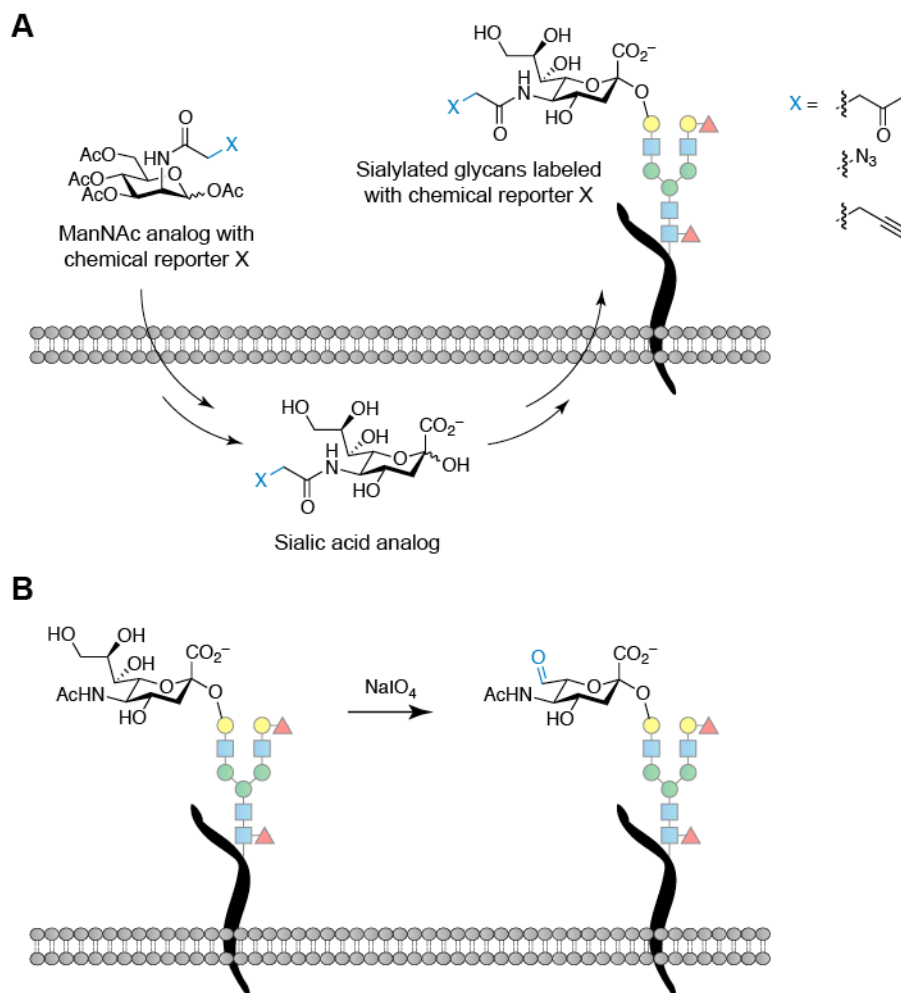 A
HO
OH
CO₂⁻
OH
H
N
O
X
O
HO
O
X =
O
N₃
O
X
AcO
HN
AcO
O
AcO
OAc
ManNAc analog with
chemical reporter X
Sialylated glycans labeled
with chemical reporter X
HO
OH
CO₂⁻
OH
H
N
O
OH
X
O
HO
Sialic acid analog
B
HO
OH
CO₂⁻
OH
O
AcHN
O
HO
NaIO₄
O
CO₂⁻
O
AcHN
O
HO